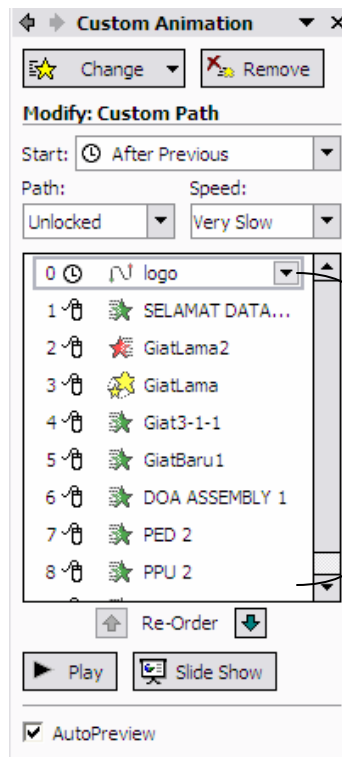 Custom Animation
Change Remove
Modify: Custom Path
Start: After Previous
Path: Speed:
Unlocked Very Slow
0 logo
1 SELAMAT DATA...
2 GiatLama2
3 GiatLama
4 Giat3-1-1
5 GiatBaru1
6 DOA ASSEMBLY 1
7 PED 2
8 PPU 2
Re-Order
Play Slide Show
AutoPreview